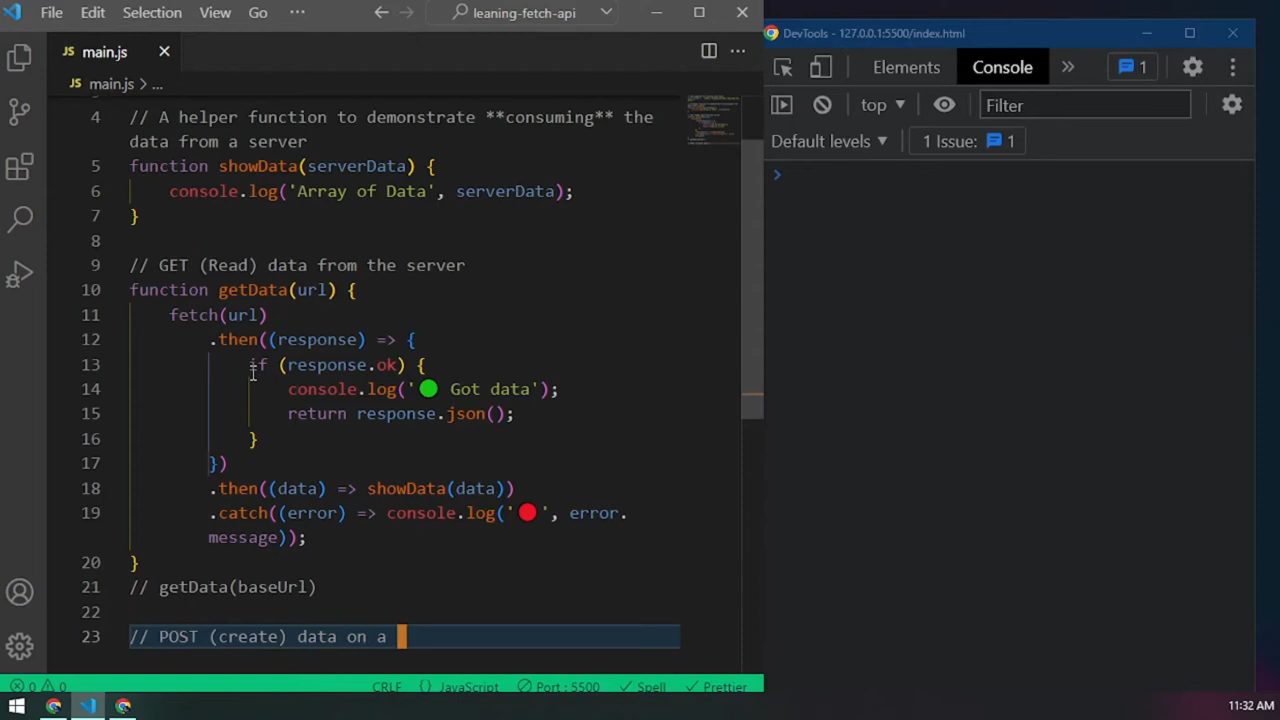 File Edit Selection View Go ··· leaning-fetch-api
JS main.js
JS main.js > ...
4 // A helper function to demonstrate **consuming** the
data from a server
5 function showData(serverData) {
6 console.log('Array of Data', serverData);
7 }
8
9 // GET (Read) data from the server
10 function getData(url) {
11 fetch(url)
12 .then((response) => {
13 if (response.ok) {
14 console.log('🟢 Got data');
15 return response.json();
16 }
17 })
18 .then((data) => showData(data))
19 .catch((error) => console.log('🔴', error.
message));
20 }
21 // getData(baseUrl)
22
23 // POST (create) data on a
0 0 CRLF {} JavaScript Port : 5500 Spell Prettier
DevTools - 127.0.0.1:5500/index.html
Elements Console » 1
top Filter
Default levels 1 Issue: 1
11:32 AM